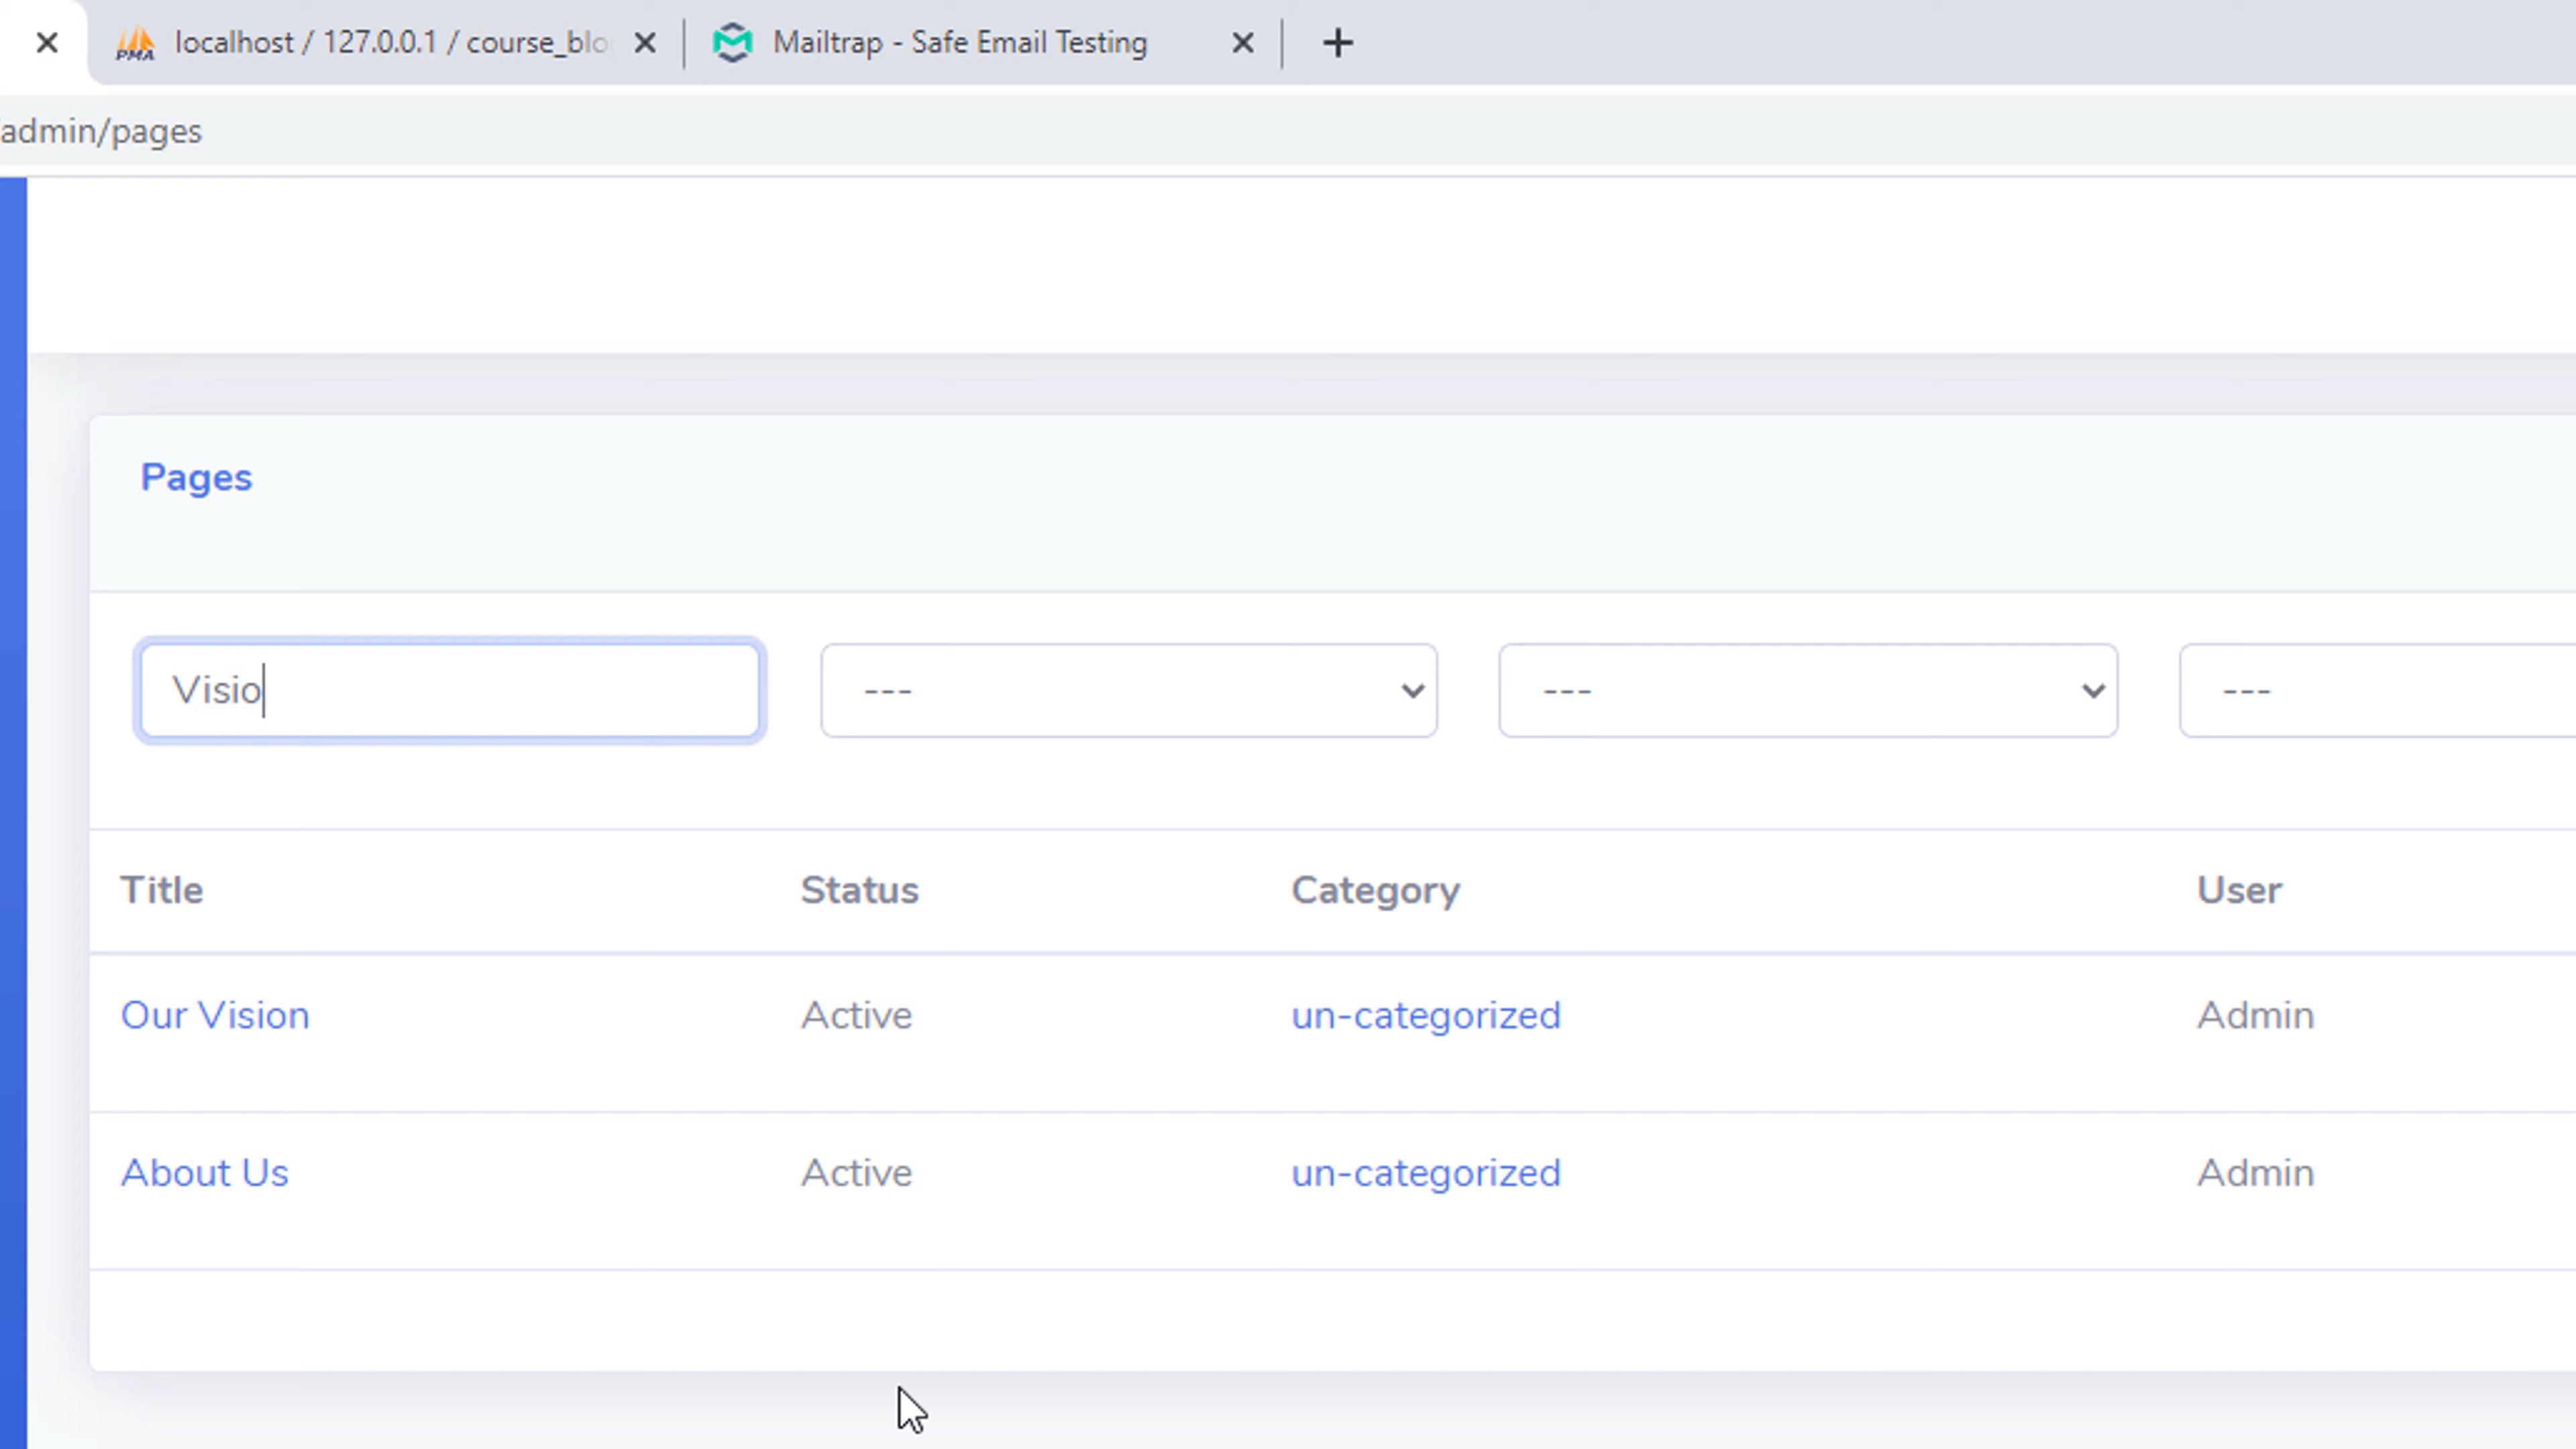 PMA localhost / 127.0.0.1 / course_blo Mailtrap - Safe Email Testing
admin/pages
Pages
Visio --- --- ---
Title Status Category User
Our Vision Active un-categorized Admin
About Us Active un-categorized Admin